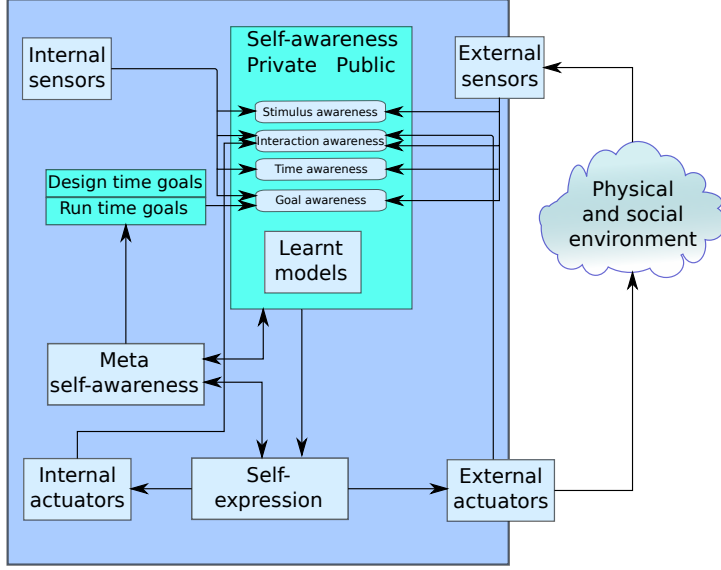 Internal
sensors
Self-awareness
Private Public
External
sensors
Stimulus awareness
Interaction awareness
Time awareness
Goal awareness
Design time goals
Run time goals
Learnt
models
Physical
and social
environment
Meta
self-awareness
Internal
actuators
Self-
expression
External
actuators